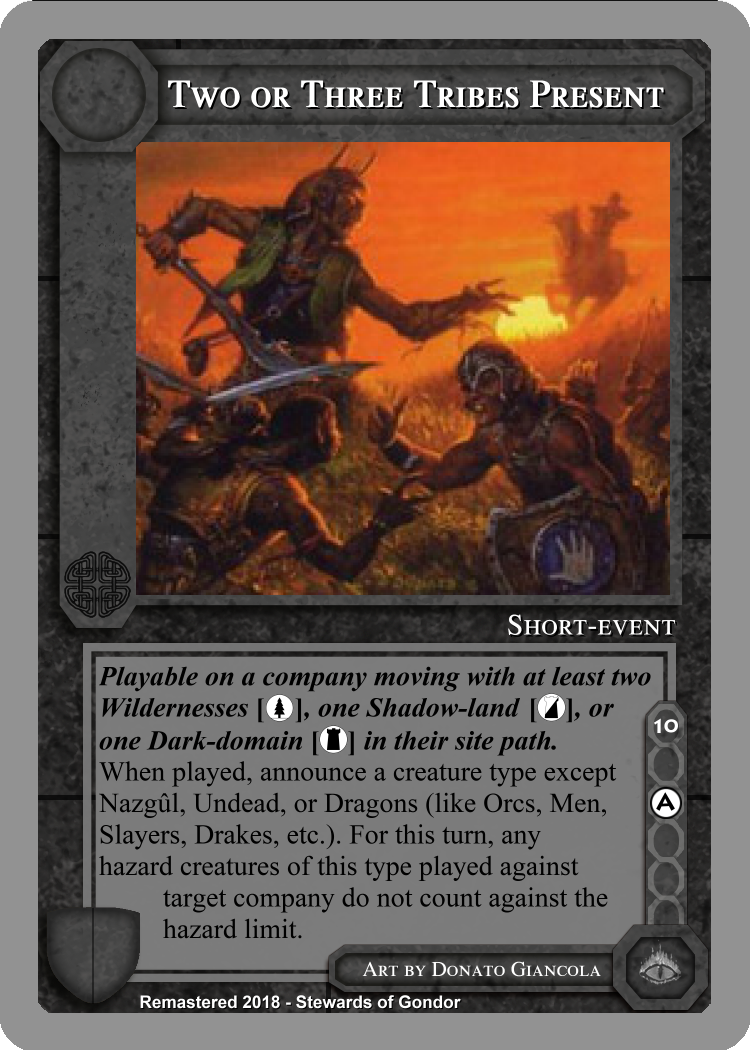 Two or Three Tribes Present
Short-event
Playable on a company moving with at least two
Wildernesses [], one Shadow-land [], or
one Dark-domain [] in their site path.
10
When played, announce a creature type except
Nazgûl, Undead, or Dragons (like Orcs, Men,
A
Slayers, Drakes, etc.). For this turn, any
hazard creatures of this type played against
target company do not count against the
hazard limit.
Art by Donato Giancola
Remastered 2018 - Stewards of Gondor